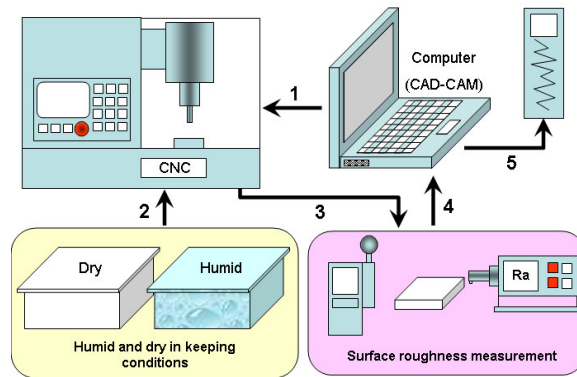 Computer
(CAD-CAM)
1
5
CNC
2
3
4
Dry
Humid
Ra
Humid and dry in keeping
conditions
Surface roughness measurement